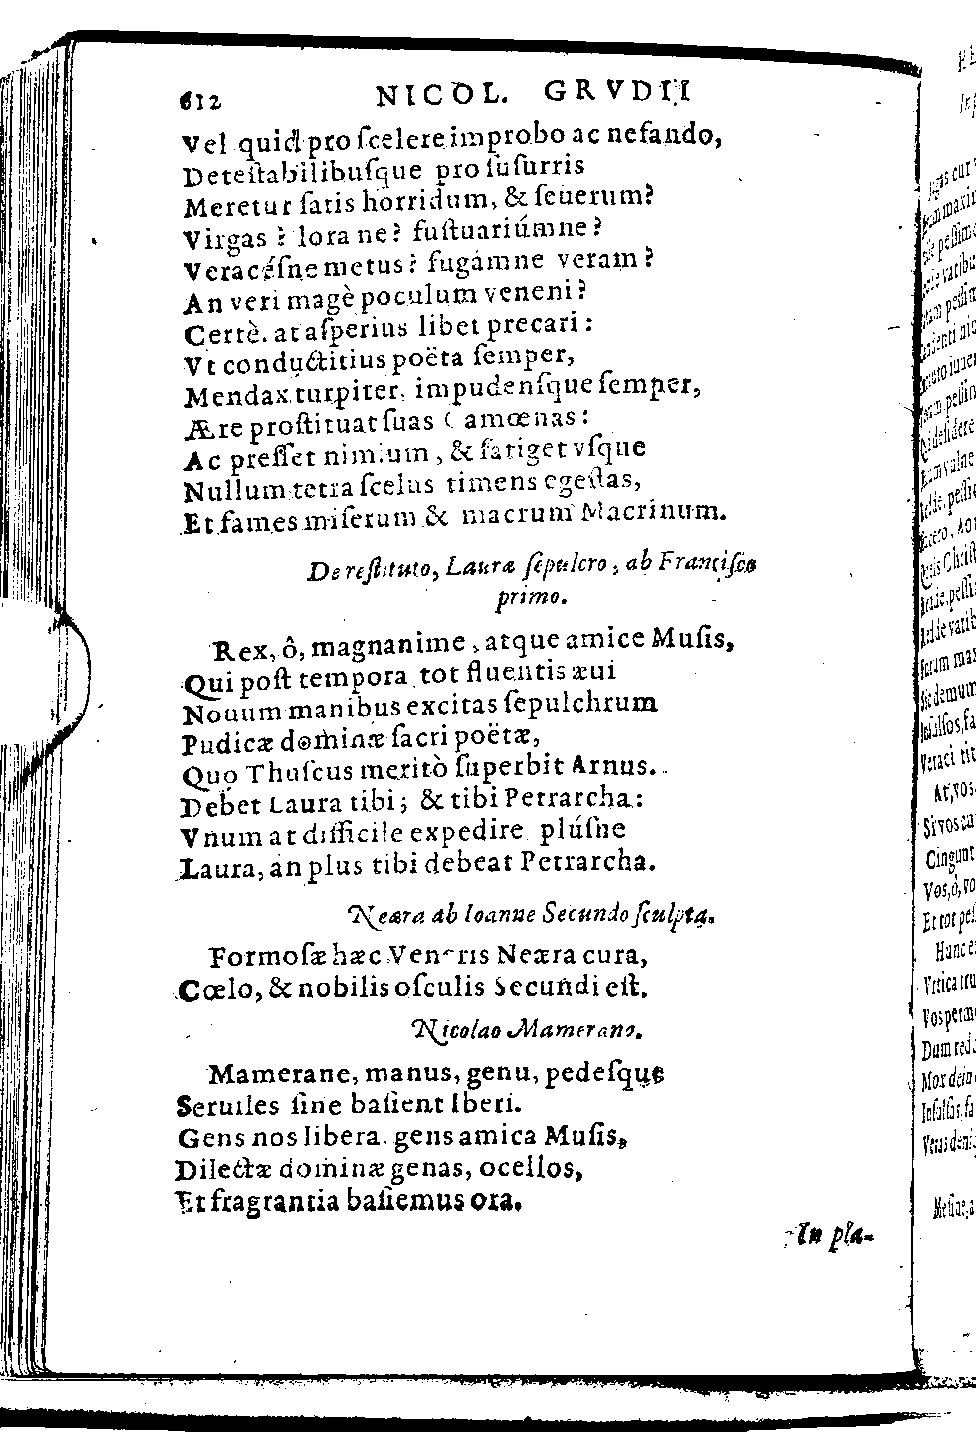 612 NICOL. GRVDII
Vel quid pro ſcelere improbo ac nefando,
Deteſtabilibuſque pro ſuſurris
Meretur ſatis horridum, & ſeuerum?
Virgas? lora ne? fuſtuariúmne?
Veracéſne metus? fugámne veram?
An veri magè poculum veneni?
Certè. at aſperius libet precari:
Vt conductitius poëta ſemper,
Mendax turpiter, impudenſque ſemper,
Ære proſtituat ſuas Camœnas:
Ac preſſet nimium, & fatiget vſque
Nullum tetra ſcelus timens egeſtas,
Et fames miſerum & macrum Macrinum.
De reſtituto, Lauræ ſepulcro, ab Franciſco
primo.
Rex, ô, magnanime, atque amice Muſis,
Qui poſt tempora tot fluentis æui
Nouum manibus excitas ſepulchrum
Pudicæ dominæ ſacri poëtæ,
Quo Thuſcus meritò ſuperbit Arnus.
Debet Laura tibi; & tibi Petrarcha:
Vnum at difficile expedire plúſne
Laura, an plus tibi debeat Petrarcha.
Neæra ab Ioanne Secundo ſculpta.
Formoſæ hæc Veneris Neæra cura,
Cœlo, & nobilis oſculis Secundi eſt.
Nicolao Mamerano.
Mamerane, manus, genu, pedeſque
Seruiles ſine baſient Iberi.
Gens nos libera. gens amica Muſis,
Dilectæ dominæ genas, ocellos,
Et fragrantia baſiemus ora.
In pla-